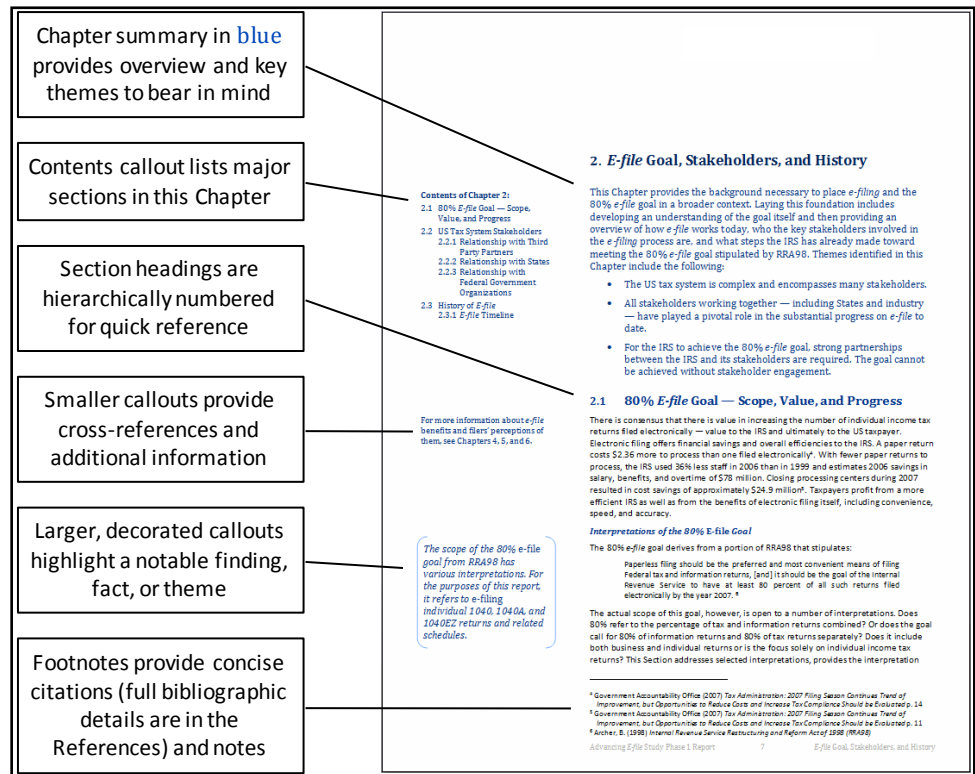 Chapter summary in blue
provides overview and key
themes to bear in mind
Contents callout lists major
sections in this Chapter
Section headings are
hierarchically numbered
for quick reference
Smaller callouts provide
cross-references and
additional information
Larger, decorated callouts
highlight a notable finding,
fact, or theme
Footnotes provide concise
citations (full bibliographic
details are in the
References) and notes
Contents of Chapter 2:
2.1 80% E-file Goal — Scope,
Value, and Progress
2.2 US Tax System Stakeholders
2.2.1 Relationship with Third
Party Partners
2.2.2 Relationship with States
2.2.3 Relationship with
Federal Government
Organizations
2.3 History of E-file
2.3.1 E-file Timeline
For more information about e-file
benefits and filers' perceptions of
them, see Chapters 4, 5, and 6.
The scope of the 80% e-file
goal from RRA98 has
various interpretations. For
the purposes of this report,
it refers to e-filing
individual 1040, 1040A, and
1040EZ returns and related
schedules.
2. E-file Goal, Stakeholders, and History
This Chapter provides the background necessary to place e-filing and the
80% e-file goal in a broader context. Laying this foundation includes
developing an understanding of the goal itself and then providing an
overview of how e-file works today, who the key stakeholders involved in
the e-filing process are, and what steps the IRS has already made toward
meeting the 80% e-file goal stipulated by RRA98. Themes identified in this
Chapter include the following:
• The US tax system is complex and encompasses many stakeholders.
• All stakeholders working together — including States and industry
— have played a pivotal role in the substantial progress on e-file to
date.
• For the IRS to achieve the 80% e-file goal, strong partnerships
between the IRS and its stakeholders are required. The goal cannot
be achieved without stakeholder engagement.
2.1 80% E-file Goal — Scope, Value, and Progress
There is consensus that there is value in increasing the number of individual income tax
returns filed electronically — value to the IRS and ultimately to the US taxpayer.
Electronic filing offers financial savings and overall efficiencies to the IRS. A paper return
costs $2.36 more to process than one filed electronically⁴. With fewer paper returns to
process, the IRS used 36% less staff in 2006 than in 1999 and estimates 2006 savings in
salary, benefits, and overtime of $78 million. Closing processing centers during 2007
resulted in cost savings of approximately $24.9 million⁵. Taxpayers profit from a more
efficient IRS as well as from the benefits of electronic filing itself, including convenience,
speed, and accuracy.
Interpretations of the 80% E-file Goal
The 80% e-file goal derives from a portion of RRA98 that stipulates:
Paperless filing should be the preferred and most convenient means of filing
Federal tax and information returns, [and] it should be the goal of the Internal
Revenue Service to have at least 80 percent of all such returns filed
electronically by the year 2007. ⁶
The actual scope of this goal, however, is open to a number of interpretations. Does
80% refer to the percentage of tax and information returns combined? Or does the goal
call for 80% of information returns and 80% of tax returns separately? Does it include
both business and individual returns or is the focus solely on individual income tax
returns? This Section addresses selected interpretations, provides the interpretation
⁴ Government Accountability Office (2007) Tax Administration: 2007 Filing Season Continues Trend of
Improvement, but Opportunities to Reduce Costs and Increase Tax Compliance Should be Evaluated p. 14
⁵ Government Accountability Office (2007) Tax Administration: 2007 Filing Season Continues Trend of
Improvement, but Opportunities to Reduce Costs and Increase Tax Compliance Should be Evaluated p. 11
⁶ Archer, B. (1998) Internal Revenue Service Restructuring and Reform Act of 1998 (RRA98)
Advancing E-file Study Phase 1 Report 7 E-file Goal, Stakeholders, and History